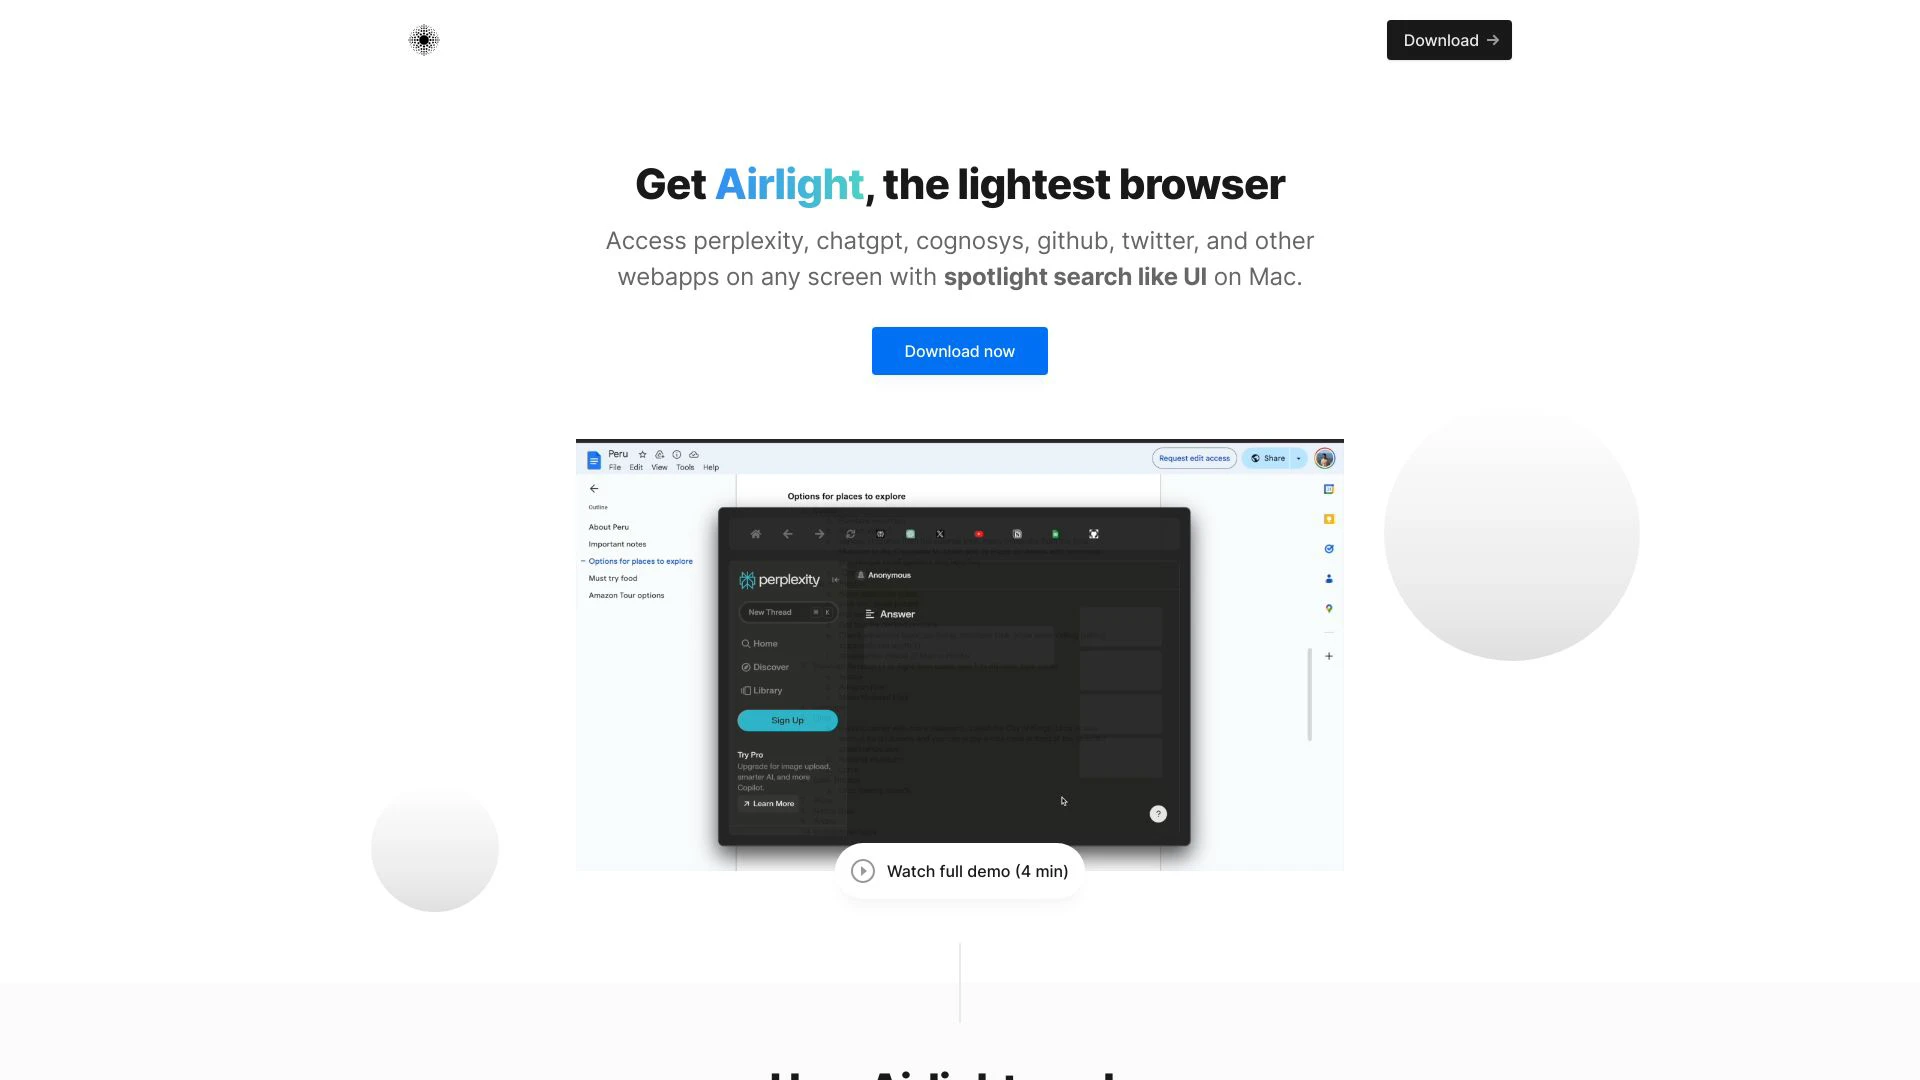 Download
Get Airlight, the lightest browser
Access perplexity, chatgpt, cognosys, github, twitter, and other
webapps on any screen with spotlight search like UI on Mac.
Download now
Peru
File Edit View Tools Help
Request edit access
Share
Outline
About Peru
Important notes
Options for places to explore
Must try food
Amazon Tour options
Options for places to explore
perplexity
Anonymous
New Thread ⌘ K
Answer
Home
Discover
Library
Sign Up
Try Pro
Upgrade for image upload,
smarter AI, and more
Copilot.
Learn More
?
Watch full demo (4 min)